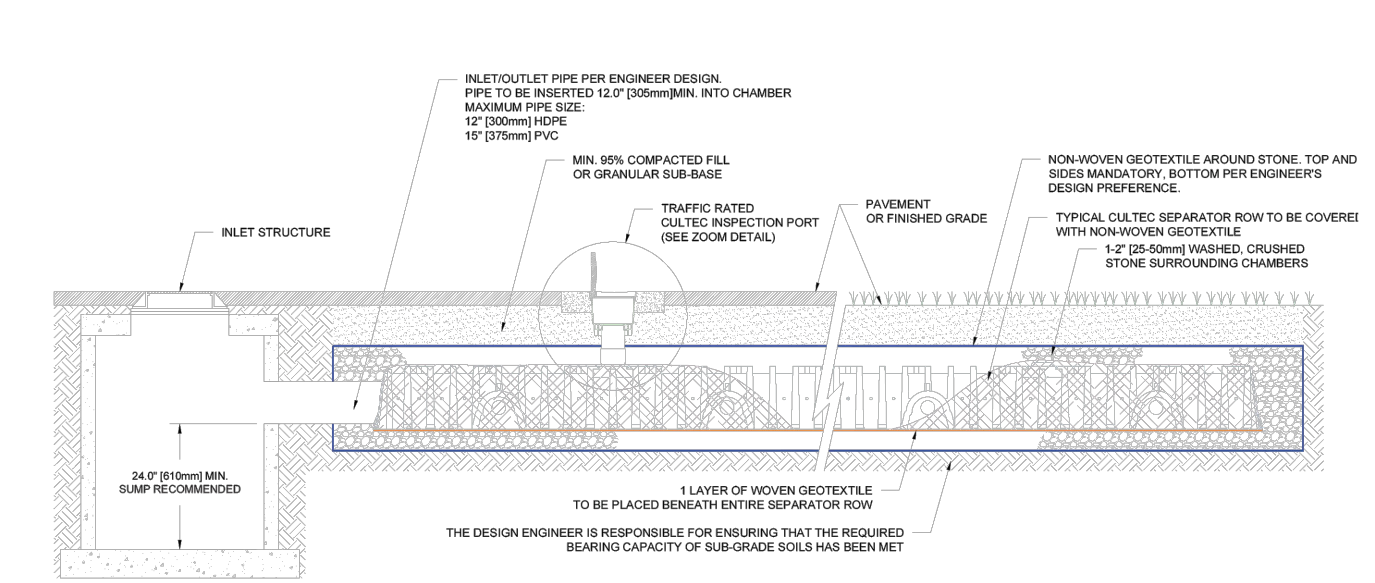 INLET/OUTLET PIPE PER ENGINEER DESIGN.
PIPE TO BE INSERTED 12.0" [305mm]MIN. INTO CHAMBER
MAXIMUM PIPE SIZE:
12" [300mm] HDPE
15" [375mm] PVC
MIN. 95% COMPACTED FILL
OR GRANULAR SUB-BASE
NON-WOVEN GEOTEXTILE AROUND STONE. TOP AND
SIDES MANDATORY, BOTTOM PER ENGINEER'S
DESIGN PREFERENCE.
TRAFFIC RATED
CULTEC INSPECTION PORT
(SEE ZOOM DETAIL)
PAVEMENT
OR FINISHED GRADE
TYPICAL CULTEC SEPARATOR ROW TO BE COVERED
WITH NON-WOVEN GEOTEXTILE
INLET STRUCTURE
1-2" [25-50mm] WASHED, CRUSHED
STONE SURROUNDING CHAMBERS
24.0" [610mm] MIN.
SUMP RECOMMENDED
1 LAYER OF WOVEN GEOTEXTILE
TO BE PLACED BENEATH ENTIRE SEPARATOR ROW
THE DESIGN ENGINEER IS RESPONSIBLE FOR ENSURING THAT THE REQUIRED
BEARING CAPACITY OF SUB-GRADE SOILS HAS BEEN MET